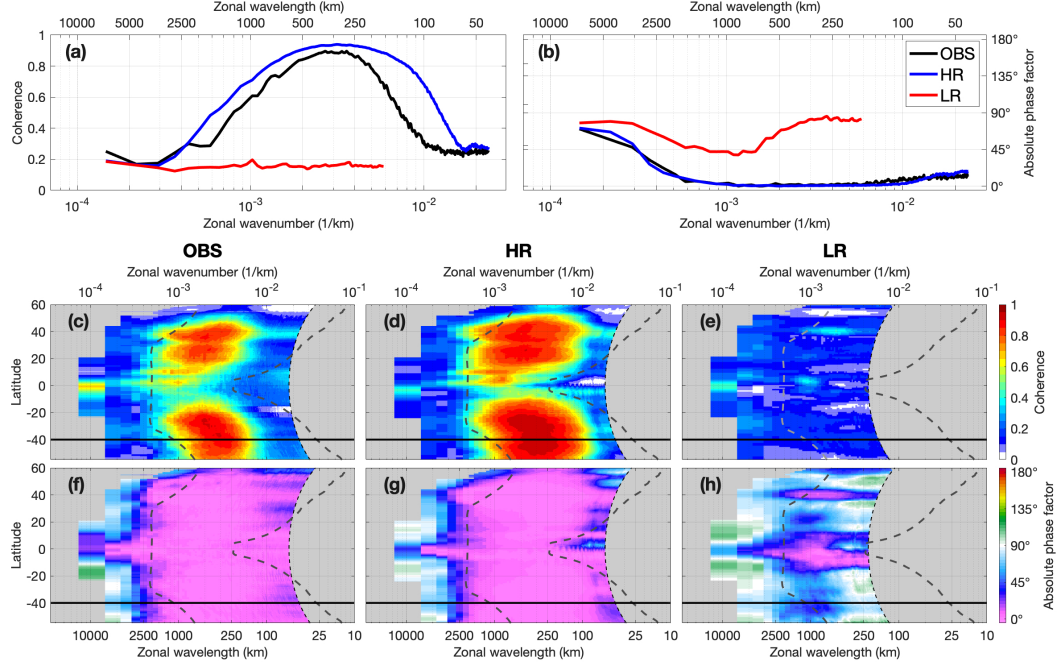 Zonal wavelength (km)
Zonal wavelength (km)
10000 5000 2500 1000 500 250 100 50
10000 5000 2500 1000 500 250 100 50
(a)
Coherence
1
0.8
0.6
0.4
0.2
0
10^-4 10^-3 10^-2
Zonal wavenumber (1/km)
(b)
OBS
HR
LR
180°
135°
90°
45°
0°
Absolute phase factor
10^-4 10^-3 10^-2
Zonal wavenumber (1/km)
OBS HR LR
Zonal wavenumber (1/km) Zonal wavenumber (1/km) Zonal wavenumber (1/km)
10^-4 10^-3 10^-2 10^-4 10^-3 10^-2 10^-4 10^-3 10^-2 10^-1
(c) (d) (e)
Latitude
60
40
20
0
-20
-40
1
0.8
0.6
0.4
0.2
0
Coherence
(f) (g) (h)
Latitude
60
40
20
0
-20
-40
180°
135°
90°
45°
0°
Absolute phase factor
10000 2500 1000 250 100 25 10000 2500 1000 250 100 25 10000 2500 1000 250 100 25 10
Zonal wavelength (km) Zonal wavelength (km) Zonal wavelength (km)